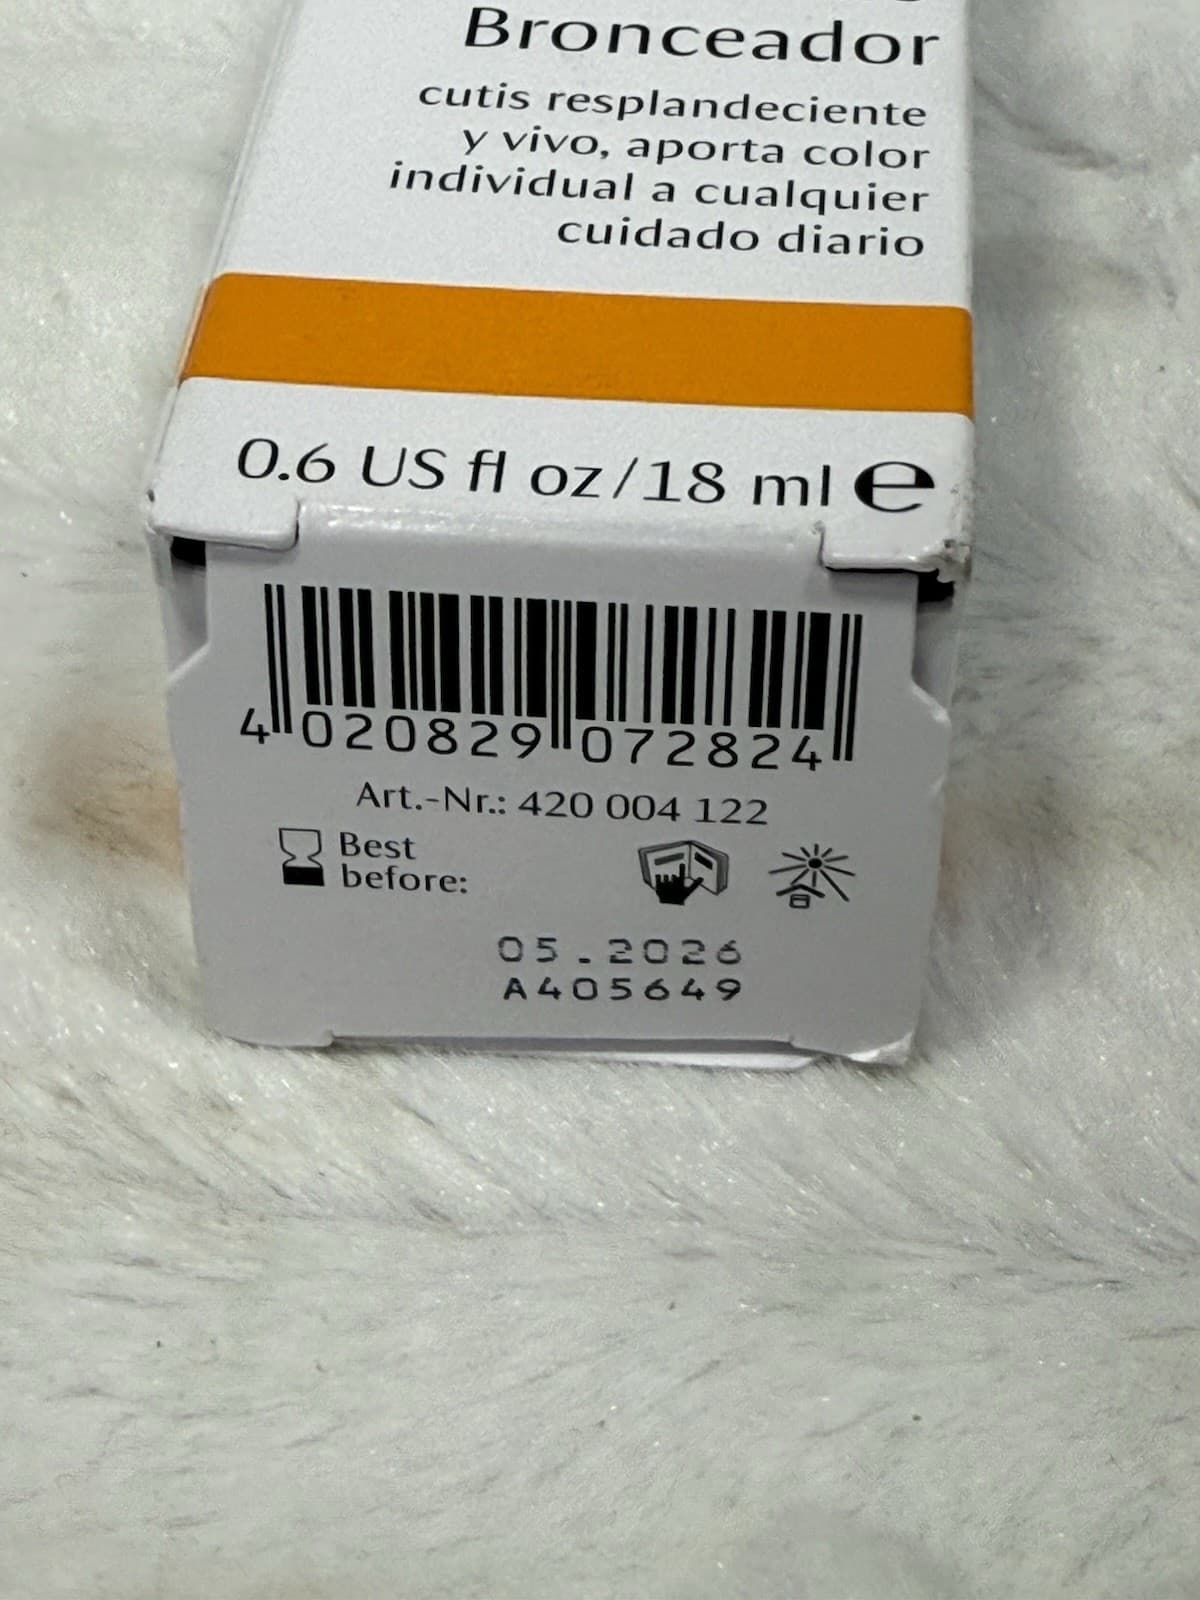 Bronceador
cutis resplandeciente
y vivo, aporta color
individual a cualquier
cuidado diario
0.6 US fl oz/18 ml ℮
4 020829 072824
Art.-Nr.: 420 004 122
Best
before:
05.2026
A405649